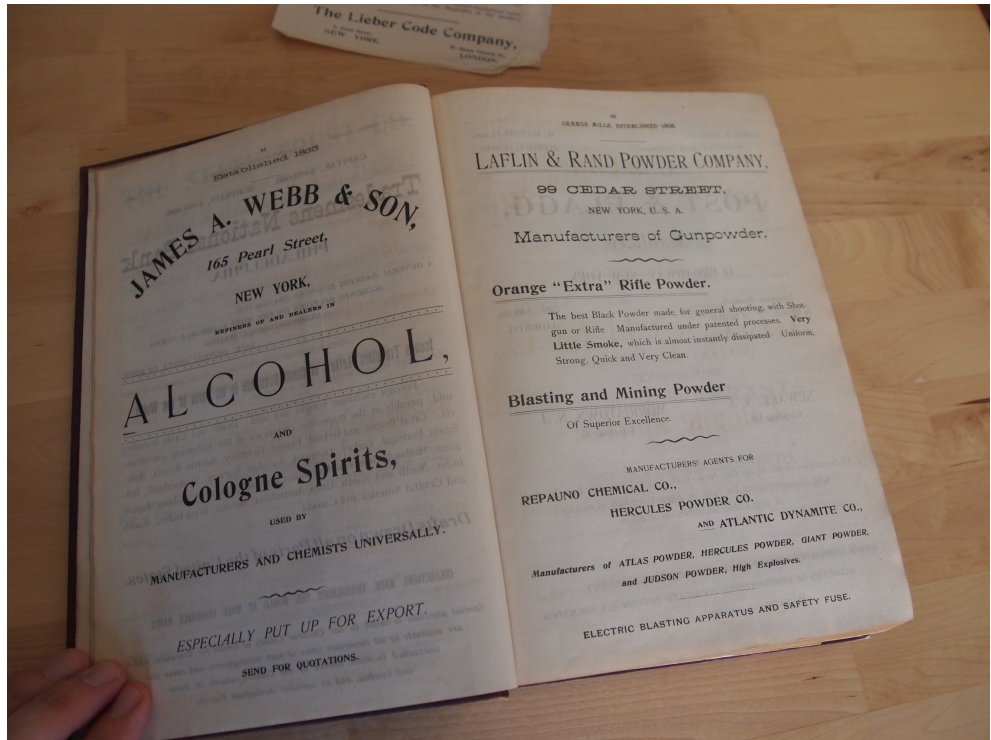 The Lieber Code Company,
NEW YORK.
LONDON.
Established 1835
JAMES A. WEBB & SON,
165 Pearl Street,
NEW YORK,
REFINERS OF AND DEALERS IN
ALCOHOL,
AND
Cologne Spirits,
USED BY
MANUFACTURERS AND CHEMISTS UNIVERSALLY.
ESPECIALLY PUT UP FOR EXPORT.
SEND FOR QUOTATIONS.
ORANGE MILLS, ESTABLISHED 1808.
LAFLIN & RAND POWDER COMPANY,
99 CEDAR STREET,
NEW YORK, U. S. A.
Manufacturers of Gunpowder.
Orange "Extra" Rifle Powder.
The best Black Powder made for general shooting, with Shot-
gun or Rifle Manufactured under patented processes. Very
Little Smoke, which is almost instantly dissipated Uniform,
Strong, Quick and Very Clean.
Blasting and Mining Powder
Of Superior Excellence
MANUFACTURERS' AGENTS FOR
REPAUNO CHEMICAL CO.,
HERCULES POWDER CO.
AND ATLANTIC DYNAMITE CO.,
Manufacturers of ATLAS POWDER, HERCULES POWDER, GIANT POWDER,
and JUDSON POWDER, High Explosives.
ELECTRIC BLASTING APPARATUS AND SAFETY FUSE.